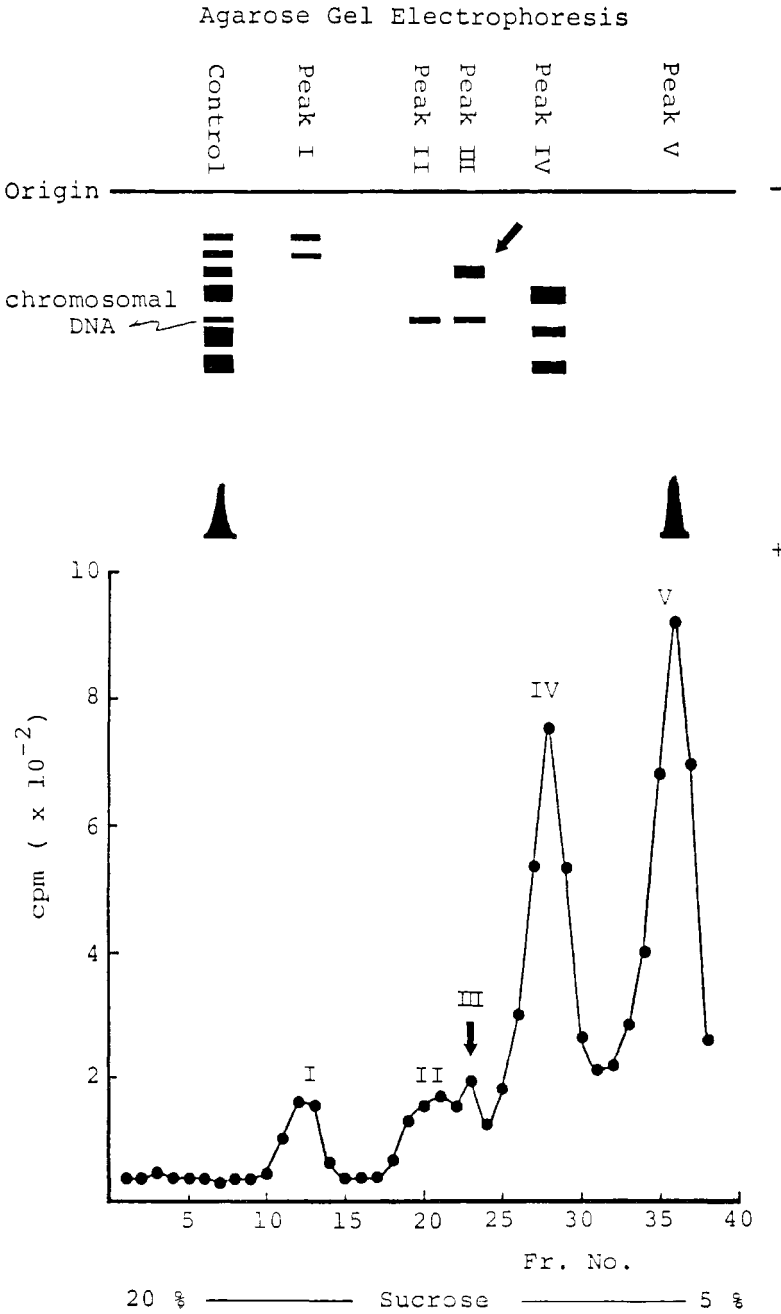 Agarose Gel Electrophoresis
Control
Peak I
Peak II
Peak III
Peak IV
Peak V
Origin
-
chromosomal
DNA
+
10
8
6
4
2
cpm ( x 10⁻²)
I
II
III
IV
V
5 10 15 20 25 30 35 40
Fr. No.
20 % Sucrose 5 %